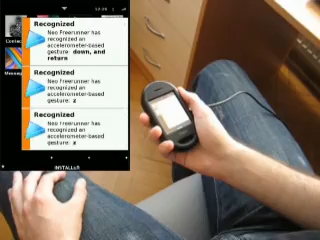 Recognized
Neo Freerunner has
recognized an
accelerometer-based
gesture: down, and
return
Recognized
Neo Freerunner has
recognized an
accelerometer-based
gesture: z
Recognized
Neo Freerunner has
recognized an
accelerometer-based
gesture: z
INSTALLER